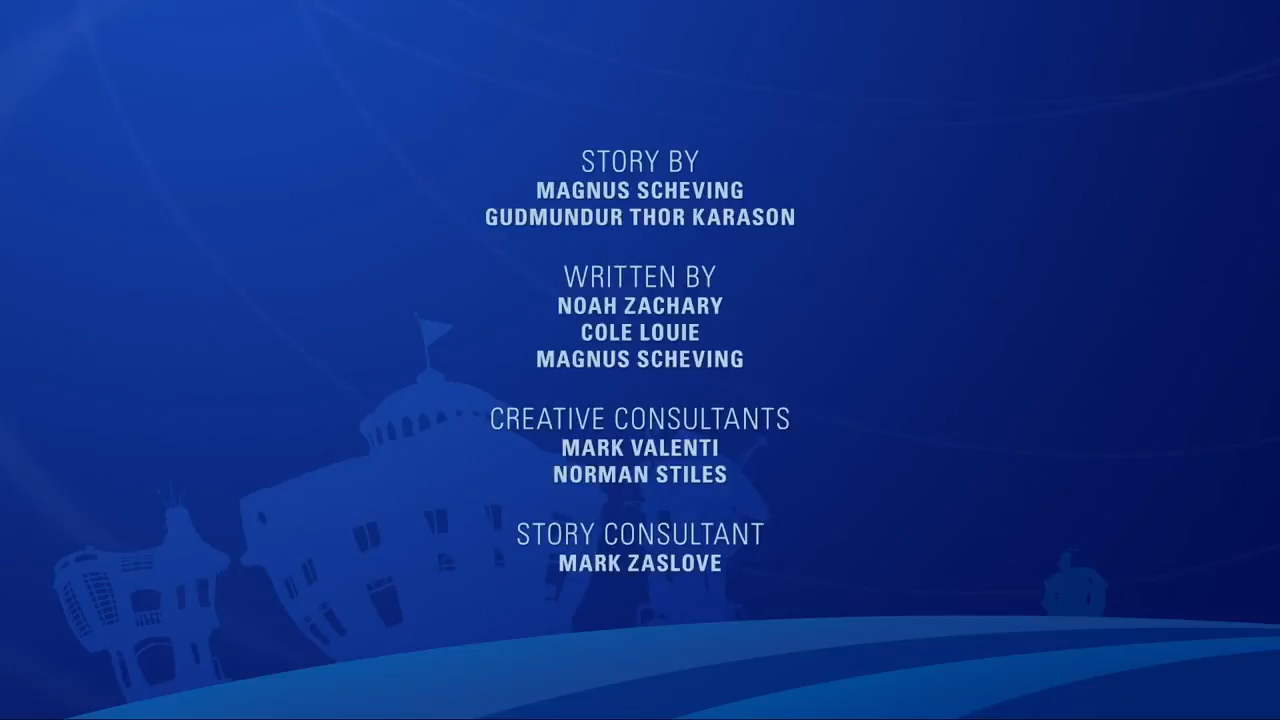 STORY BY
MAGNUS SCHEVING
GUDMUNDUR THOR KARASON
WRITTEN BY
NOAH ZACHARY
COLE LOUIE
MAGNUS SCHEVING
CREATIVE CONSULTANTS
MARK VALENTI
NORMAN STILES
STORY CONSULTANT
MARK ZASLOVE